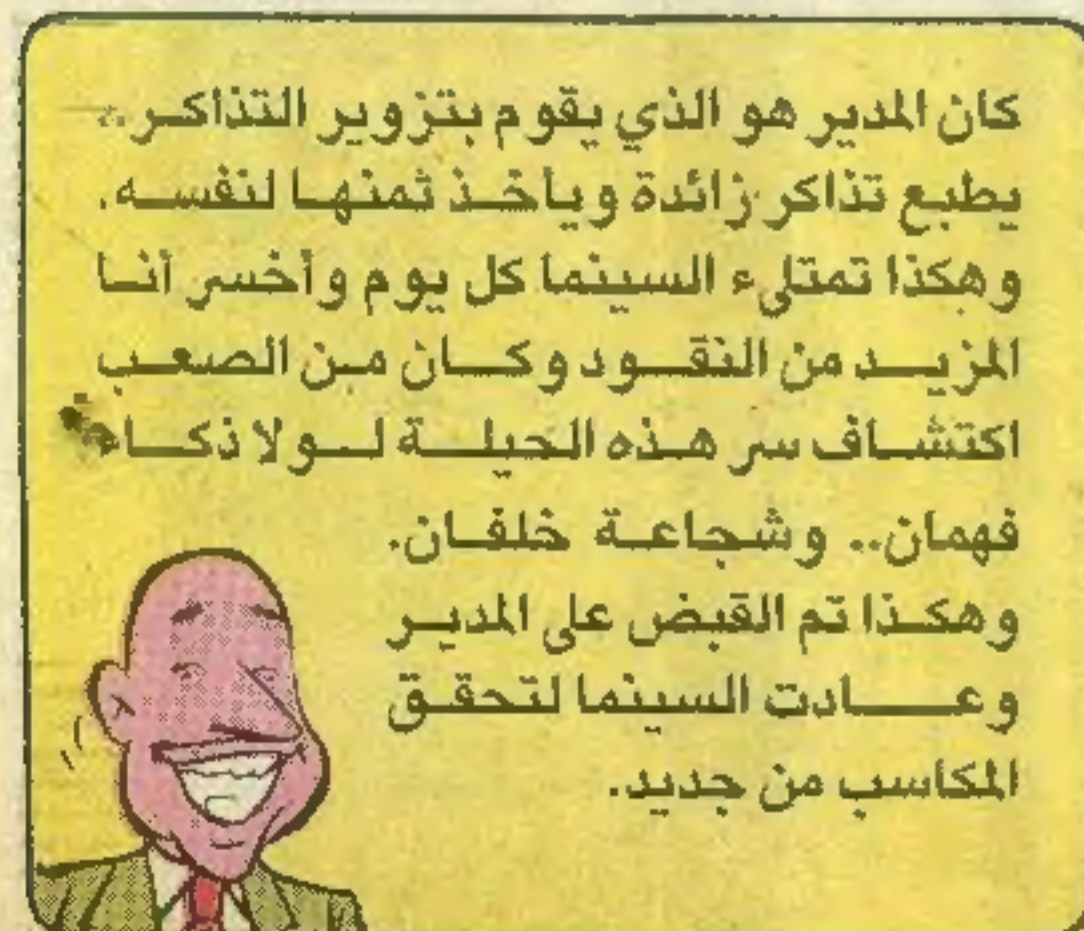 كان المدير هو الذي يقوم بتزوير التذاكر..
يطبع تذاكر زائدة ويأخذ ثمنها لنفسه.
وهكذا تمتلىء السينما كل يوم وأخسر أنا
المزيد من النقود وكان من الصعب
اكتشاف سر هذه الحيلة لولا ذكاء
فهمان.. وشجاعة خلفان.
وهكذا تم القبض على المدير
وعادت السينما لتحقق
المكاسب من جديد.